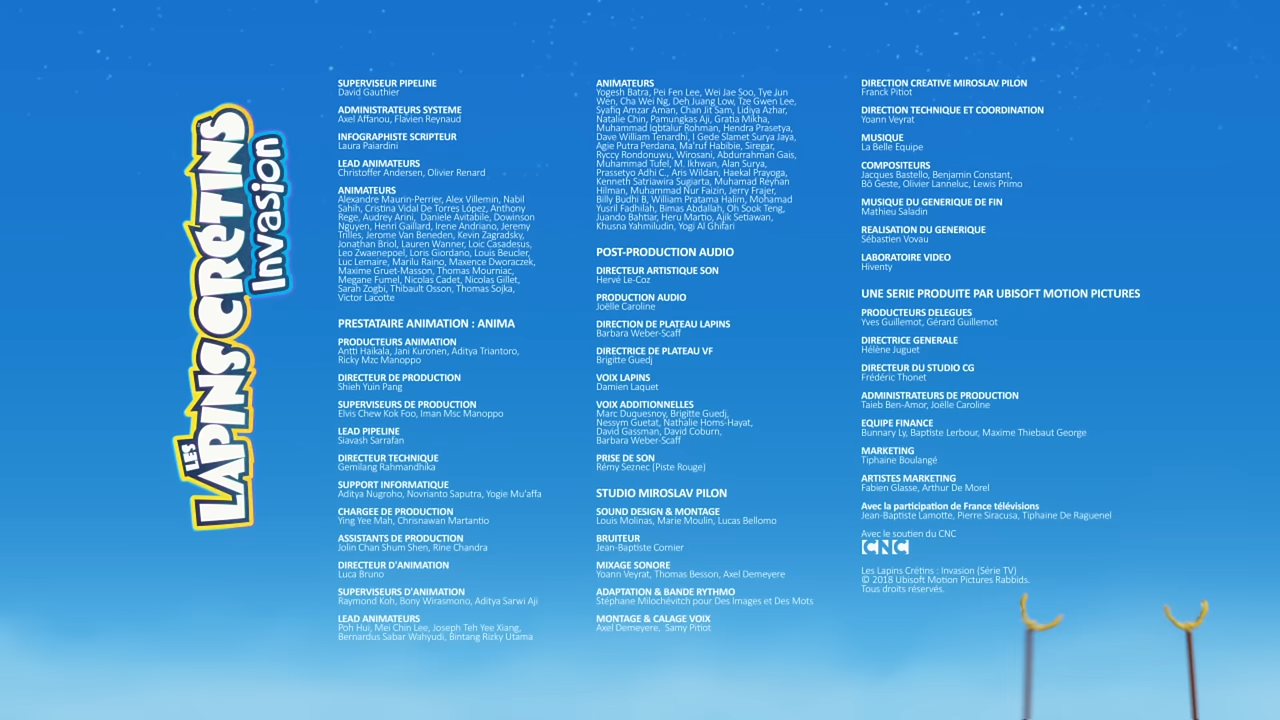 LES
LAPINS CRETINS
Invasion
SUPERVISEUR PIPELINE
David Gauthier
ADMINISTRATEURS SYSTEME
Axel Affanou, Flavien Reynaud
INFOGRAPHISTE SCRIPTEUR
Laura Paiardini
LEAD ANIMATEURS
Christoffer Andersen, Olivier Renard
ANIMATEURS
Alexandre Maurin-Perrier, Alex Villemin, Nabil
Sahih, Cristina Vidal De Torres López, Anthony
Rege, Audrey Arini, Daniele Avitabile, Dowinson
Nguyen, Henri Gaillard, Irene Andriano, Jeremy
Trilles, Jerome Van Beneden, Kevin Zagradsky,
Jonathan Briol, Lauren Wanner, Loic Casadesus,
Leo Zwaenepoel, Loris Giordano, Louis Beucler,
Luc Lemaire, Marilu Raino, Maxence Dworaczek,
Maxime Gruet-Masson, Thomas Mourniac,
Megane Fumel, Nicolas Cadet, Nicolas Gillet,
Sarah Zogbi, Thibault Osson, Thomas Sojka,
Victor Lacotte
PRESTATAIRE ANIMATION : ANIMA
PRODUCTEURS ANIMATION
Antti Haikala, Jani Kuronen, Aditya Triantoro,
Ricky Mzc Manoppo
DIRECTEUR DE PRODUCTION
Shieh Yuin Pang
SUPERVISEURS DE PRODUCTION
Elvis Chew Kok Foo, Iman Msc Manoppo
LEAD PIPELINE
Siavash Sarrafan
DIRECTEUR TECHNIQUE
Gemilang Rahmandhika
SUPPORT INFORMATIQUE
Aditya Nugroho, Novrianto Saputra, Yogie Mu'affa
CHARGEE DE PRODUCTION
Ying Yee Mah, Chrisnawan Martantio
ASSISTANTS DE PRODUCTION
Jolin Chan Shum Shen, Rine Chandra
DIRECTEUR D'ANIMATION
Luca Bruno
SUPERVISEURS D'ANIMATION
Raymond Koh, Bony Wirasmono, Aditya Sarwi Aji
LEAD ANIMATEURS
Poh Hui, Mei Chin Lee, Joseph Teh Yee Xiang,
Bernardus Sabar Wahyudi, Bintang Rizky Utama
ANIMATEURS
Yogesh Batra, Pei Fen Lee, Wei Jae Soo, Tye Jun
Wen, Cha Wei Ng, Deh Juang Low, Tze Gwen Lee,
Syafiq Amzar Aman, Chan Jit Sam, Lidiya Azhar,
Natalie Chin, Pamungkas Aji, Gratia Mikha,
Muhammad Iqbtalur Rohman, Hendra Prasetya,
Dave William Tenardhi, I Gede Slamet Surya Jaya,
Agie Putra Perdana, Ma'ruf Habibie, Siregar,
Ryccy Rondonuwu, Wirosani, Abdurrahman Gais,
Muhammad Tufel, M. Ikhwan, Alan Surya,
Prassetyo Adhi C., Aris Wildan, Haekal Prayoga,
Kenneth Satriawira Sugiarta, Muhamad Reyhan
Hilman, Muhammad Nur Faizin, Jerry Frajer,
Billy Budhi B, William Pratama Halim, Mohamad
Yusril Fadhilah, Bimas Abdallah, Oh Sook Teng,
Juando Bahtiar, Heru Martio, Ajik Setiawan,
Khusna Yahmiludin, Yogi Al Ghifari
POST-PRODUCTION AUDIO
DIRECTEUR ARTISTIQUE SON
Hervé Le-Coz
PRODUCTION AUDIO
Joëlle Caroline
DIRECTION DE PLATEAU LAPINS
Barbara Weber-Scaff
DIRECTRICE DE PLATEAU VF
Brigitte Guedj
VOIX LAPINS
Damien Laquet
VOIX ADDITIONNELLES
Marc Duquesnoy, Brigitte Guedj,
Nessym Guetat, Nathalie Homs-Hayat,
David Gassman, David Coburn,
Barbara Weber-Scaff
PRISE DE SON
Rémy Seznec (Piste Rouge)
STUDIO MIROSLAV PILON
SOUND DESIGN & MONTAGE
Louis Molinas, Marie Moulin, Lucas Bellomo
BRUITEUR
Jean-Baptiste Cornier
MIXAGE SONORE
Yoann Veyrat, Thomas Besson, Axel Demeyere
ADAPTATION & BANDE RYTHMO
Stéphane Milochévitch pour Des Images et Des Mots
MONTAGE & CALAGE VOIX
Axel Demeyere, Samy Pitiot
DIRECTION CREATIVE MIROSLAV PILON
Franck Pitiot
DIRECTION TECHNIQUE ET COORDINATION
Yoann Veyrat
MUSIQUE
La Belle Equipe
COMPOSITEURS
Jacques Bastello, Benjamin Constant,
Bô Geste, Olivier Lanneluc, Lewis Primo
MUSIQUE DU GENERIQUE DE FIN
Mathieu Saladin
REALISATION DU GENERIQUE
Sébastien Vovau
LABORATOIRE VIDEO
Hiventy
UNE SERIE PRODUITE PAR UBISOFT MOTION PICTURES
PRODUCTEURS DELEGUES
Yves Guillemot, Gérard Guillemot
DIRECTRICE GENERALE
Hélène Juguet
DIRECTEUR DU STUDIO CG
Frédéric Thonet
ADMINISTRATEURS DE PRODUCTION
Taieb Ben-Amor, Joëlle Caroline
EQUIPE FINANCE
Bunnary Ly, Baptiste Lerbour, Maxime Thiebaut George
MARKETING
Tiphaine Boulangé
ARTISTES MARKETING
Fabien Glasse, Arthur De Morel
Avec la participation de France télévisions
Jean-Baptiste Lamotte, Pierre Siracusa, Tiphaine De Raguenel
Avec le soutien du CNC
CNC
Les Lapins Crétins : Invasion (Série TV)
© 2018 Ubisoft Motion Pictures Rabbids.
Tous droits réservés.